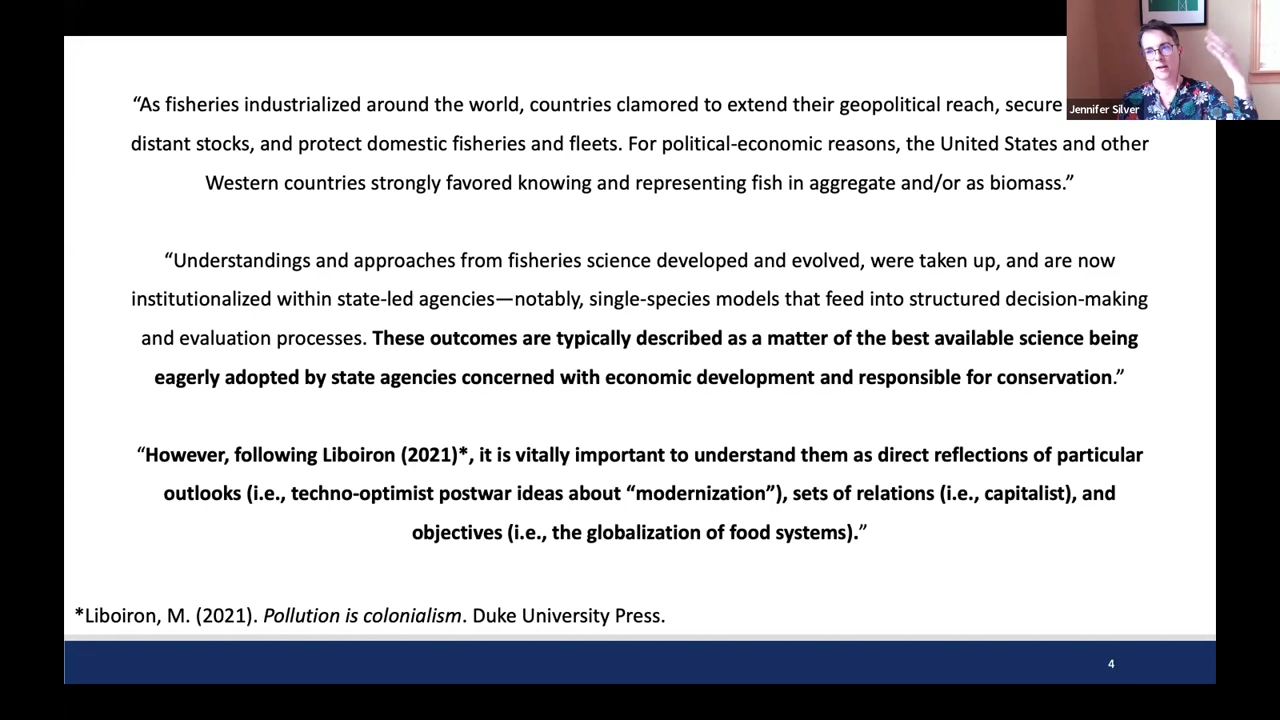 “As fisheries industrialized around the world, countries clamored to extend their geopolitical reach, secure
distant stocks, and protect domestic fisheries and fleets. For political-economic reasons, the United States and other
Western countries strongly favored knowing and representing fish in aggregate and/or as biomass.”
“Understandings and approaches from fisheries science developed and evolved, were taken up, and are now
institutionalized within state-led agencies—notably, single-species models that feed into structured decision-making
and evaluation processes. These outcomes are typically described as a matter of the best available science being
eagerly adopted by state agencies concerned with economic development and responsible for conservation.”
“However, following Liboiron (2021)*, it is vitally important to understand them as direct reflections of particular
outlooks (i.e., techno-optimist postwar ideas about “modernization”), sets of relations (i.e., capitalist), and
objectives (i.e., the globalization of food systems).”
*Liboiron, M. (2021). Pollution is colonialism. Duke University Press.
4
Jennifer Silver